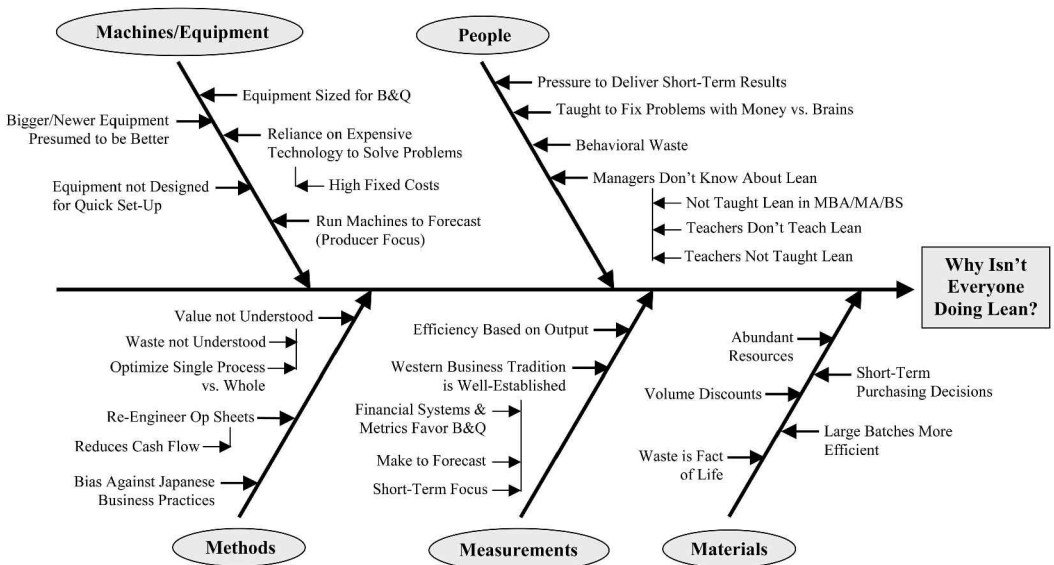 Machines/Equipment
People
Equipment Sized for B&Q
Bigger/Newer Equipment
Presumed to be Better
Reliance on Expensive
Technology to Solve Problems
High Fixed Costs
Equipment not Designed
for Quick Set-Up
Run Machines to Forecast
(Producer Focus)
Pressure to Deliver Short-Term Results
Taught to Fix Problems with Money vs. Brains
Behavioral Waste
Managers Don't Know About Lean
Not Taught Lean in MBA/MA/BS
Teachers Don't Teach Lean
Teachers Not Taught Lean
Why Isn't
Everyone
Doing Lean?
Value not Understood
Waste not Understood
Optimize Single Process
vs. Whole
Re-Engineer Op Sheets
Reduces Cash Flow
Bias Against Japanese
Business Practices
Efficiency Based on Output
Western Business Tradition
is Well-Established
Financial Systems &
Metrics Favor B&Q
Make to Forecast
Short-Term Focus
Abundant
Resources
Short-Term
Purchasing Decisions
Volume Discounts
Large Batches More
Efficient
Waste is Fact
of Life
Methods
Measurements
Materials